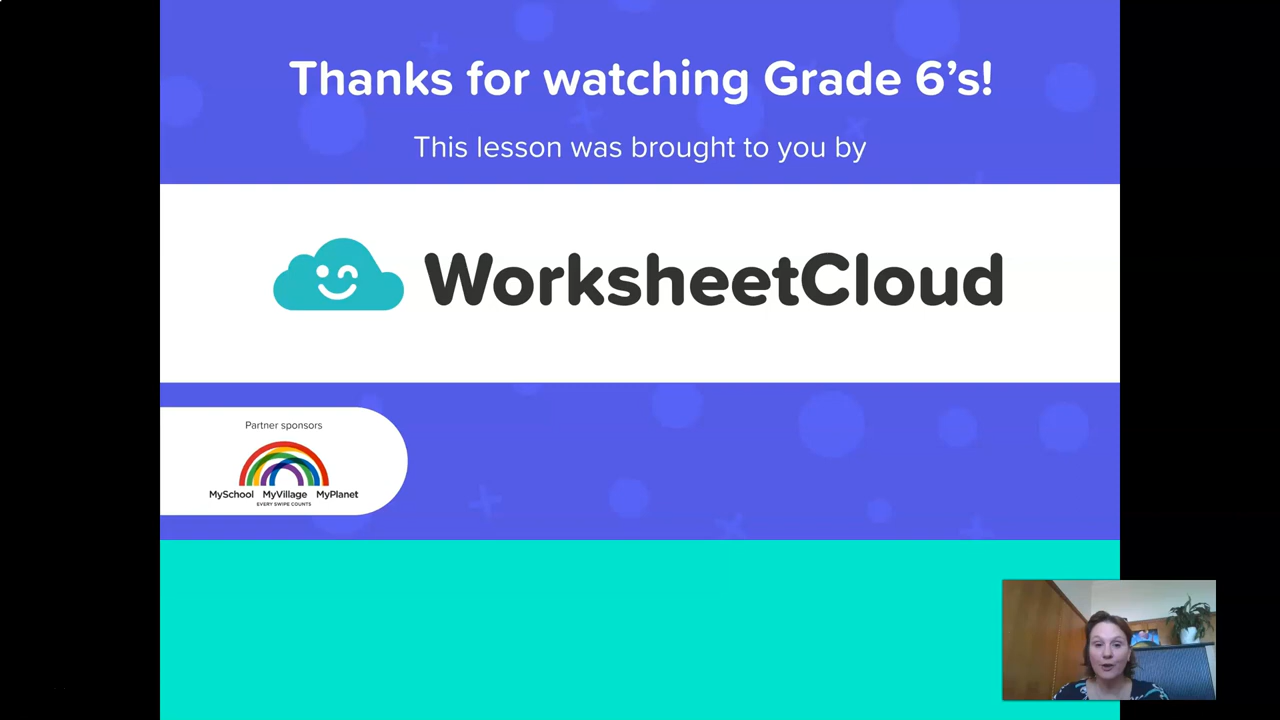 Thanks for watching Grade 6’s!
This lesson was brought to you by
WorksheetCloud
Partner sponsors
MySchool MyVillage MyPlanet
EVERY SWIPE COUNTS